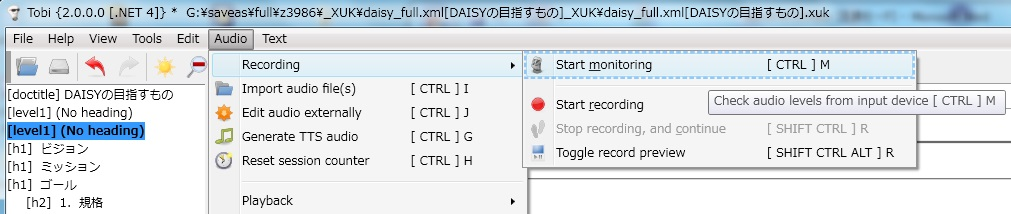 Tobi {2.0.0.0 [.NET 4]} * G:¥saveas¥full¥z3986¥_XUK¥daisy_full.xml[DAISYの目指すもの]_XUK¥daisy_full.xml[DAISYの目指すもの].xuk
File View Tobi Tools Edit Audio Text
[doctitle] DAISYの目指すもの
[level1] (No heading)
[level1] (No heading)
[h1] ビジョン
[h1] ミッション
[h1] ゴール
[h2] 1. 規格
Recording
Import audio file(s) [ CTRL ] I
Edit audio externally [ CTRL ] J
Generate TTS audio [ CTRL ] G
Reset session counter [ CTRL ] H
Playback
Start monitoring [ CTRL ] M
Start recording
Stop recording, and continue [ SHIFT CTRL ] R
Toggle record preview [ SHIFT CTRL ALT ] R
Check audio levels from input device [ CTRL ] M